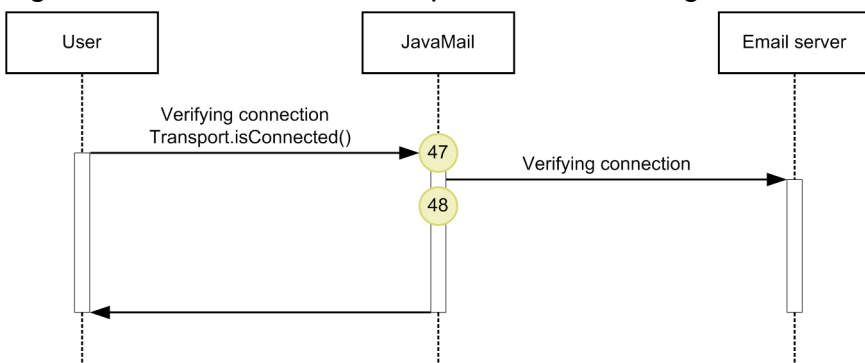 User
JavaMail
Email server
Verifying connection
Transport.isConnected()
47
Verifying connection
48